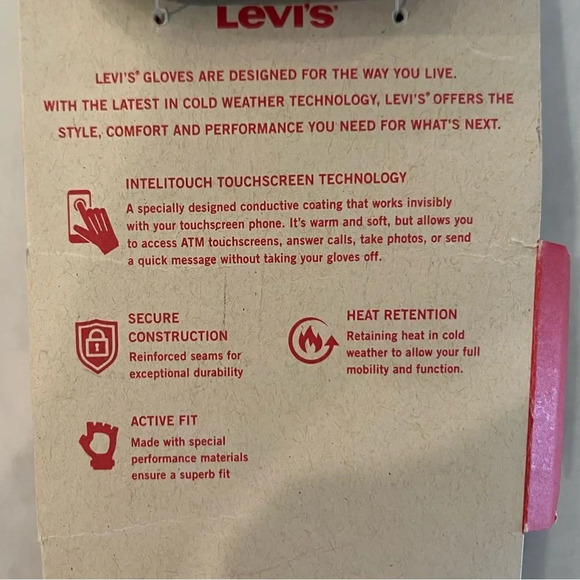 Levi's®
LEVI'S® GLOVES ARE DESIGNED FOR THE WAY YOU LIVE.
WITH THE LATEST IN COLD WEATHER TECHNOLOGY, LEVI'S® OFFERS THE
STYLE, COMFORT AND PERFORMANCE YOU NEED FOR WHAT'S NEXT.
INTELITOUCH TOUCHSCREEN TECHNOLOGY
A specially designed conductive coating that works invisibly
with your touchscreen phone. It's warm and soft, but allows you
to access ATM touchscreens, answer calls, take photos, or send
a quick message without taking your gloves off.
SECURE
CONSTRUCTION
Reinforced seams for
exceptional durability
HEAT RETENTION
Retaining heat in cold
weather to allow your full
mobility and function.
ACTIVE FIT
Made with special
performance materials
ensure a superb fit